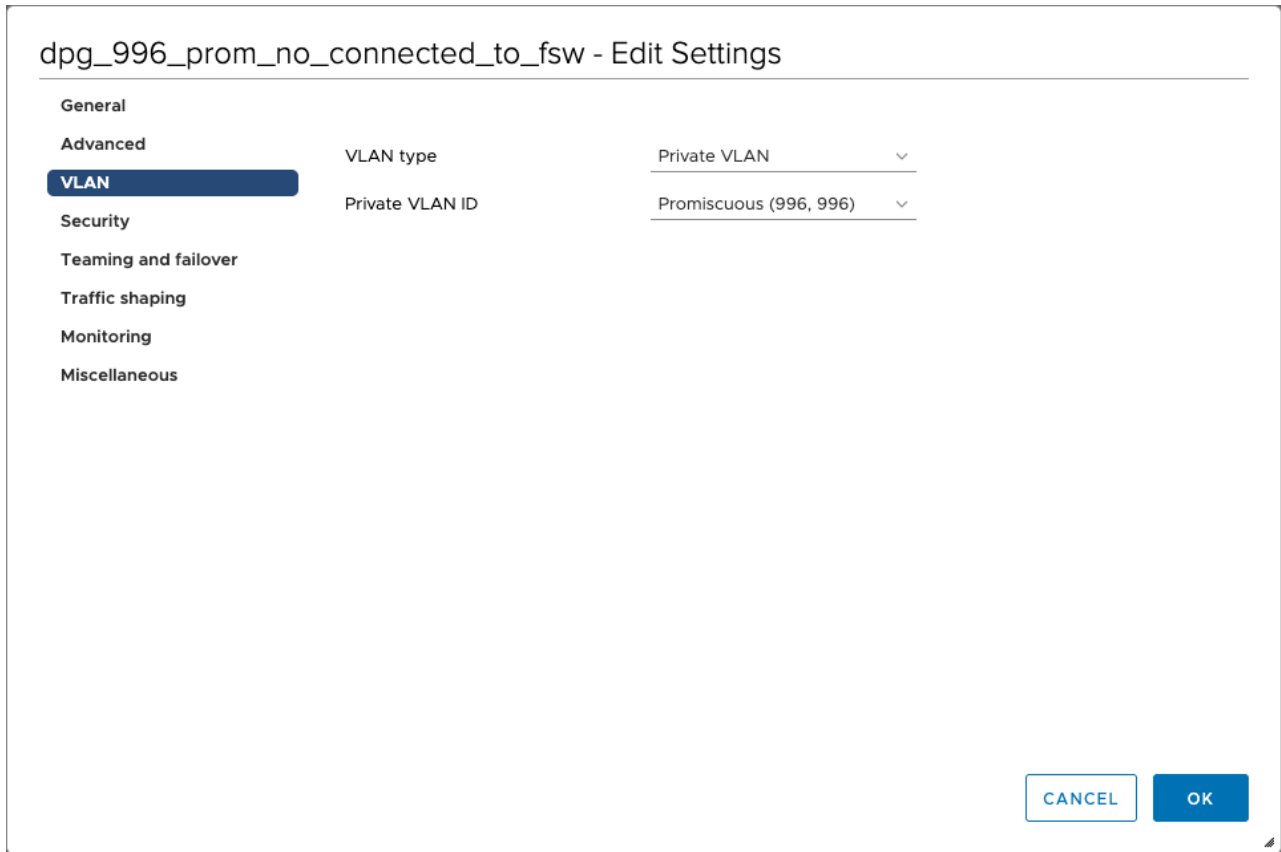 dpg_996_prom_no_connected_to_fsw - Edit Settings
General
Advanced
VLAN
Security
Teaming and failover
Traffic shaping
Monitoring
Miscellaneous
VLAN type
Private VLAN
Private VLAN ID
Promiscuous (996, 996)
CANCEL
OK